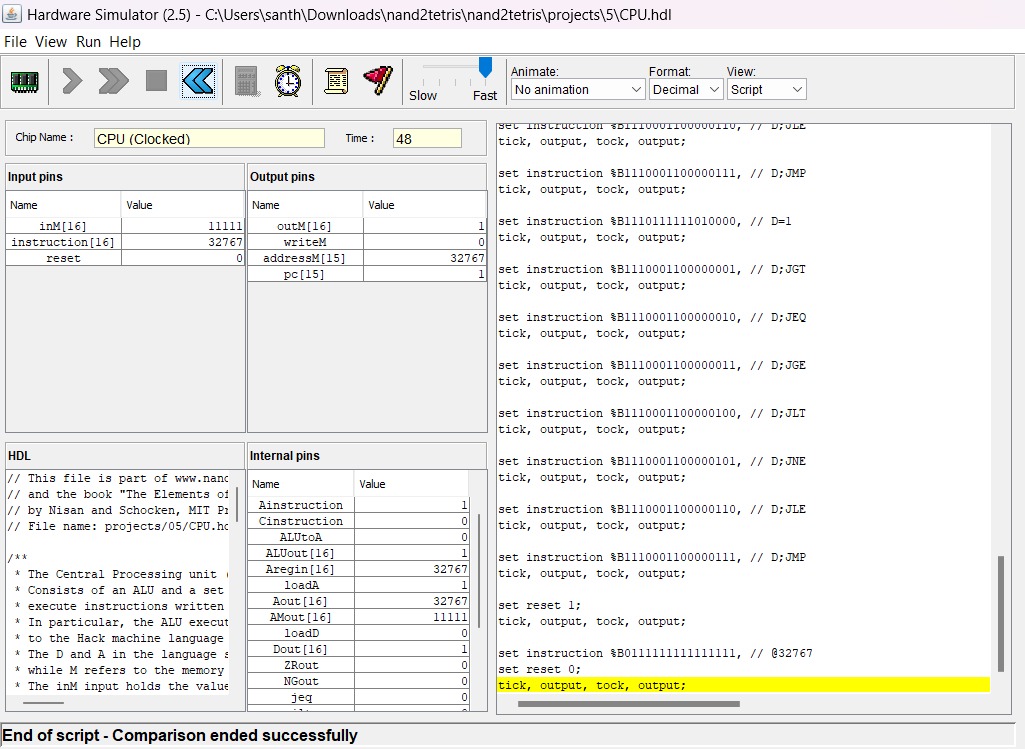 Hardware Simulator (2.5) - C:\Users\santh\Downloads\nand2tetris\nand2tetris\projects\5\CPU.hdl
File View Run Help
Slow Fast
Animate: Format: View:
No animation Decimal Script
Chip Name : CPU (Clocked) Time : 48
Input pins
Name Value
inM[16] 11111
instruction[16] 32767
reset 0
Output pins
Name Value
outM[16] 1
writeM 0
addressM[15] 32767
pc[15] 1
HDL
// This file is part of www.nand
// and the book "The Elements of
// by Nisan and Schocken, MIT Pr
// File name: projects/05/CPU.hd
/**
* The Central Processing unit (
* Consists of an ALU and a set
* execute instructions written
* In particular, the ALU execut
* to the Hack machine language
* The D and A in the language s
* while M refers to the memory
* The inM input holds the value
Internal pins
Name Value
Ainstruction 1
Cinstruction 0
ALUtoA 0
ALUout[16] 1
Aregin[16] 32767
loadA 1
Aout[16] 32767
AMout[16] 11111
loadD 0
Dout[16] 1
ZRout 0
NGout 0
jeq 0
set instruction %B1110001100000110, // D;JLE
tick, output, tock, output;
set instruction %B1110001100000111, // D;JMP
tick, output, tock, output;
set instruction %B1110111111010000, // D=1
tick, output, tock, output;
set instruction %B1110001100000001, // D;JGT
tick, output, tock, output;
set instruction %B1110001100000010, // D;JEQ
tick, output, tock, output;
set instruction %B1110001100000011, // D;JGE
tick, output, tock, output;
set instruction %B1110001100000100, // D;JLT
tick, output, tock, output;
set instruction %B1110001100000101, // D;JNE
tick, output, tock, output;
set instruction %B1110001100000110, // D;JLE
tick, output, tock, output;
set instruction %B1110001100000111, // D;JMP
tick, output, tock, output;
set reset 1;
tick, output, tock, output;
set instruction %B0111111111111111, // @32767
set reset 0;
tick, output, tock, output;
End of script - Comparison ended successfully